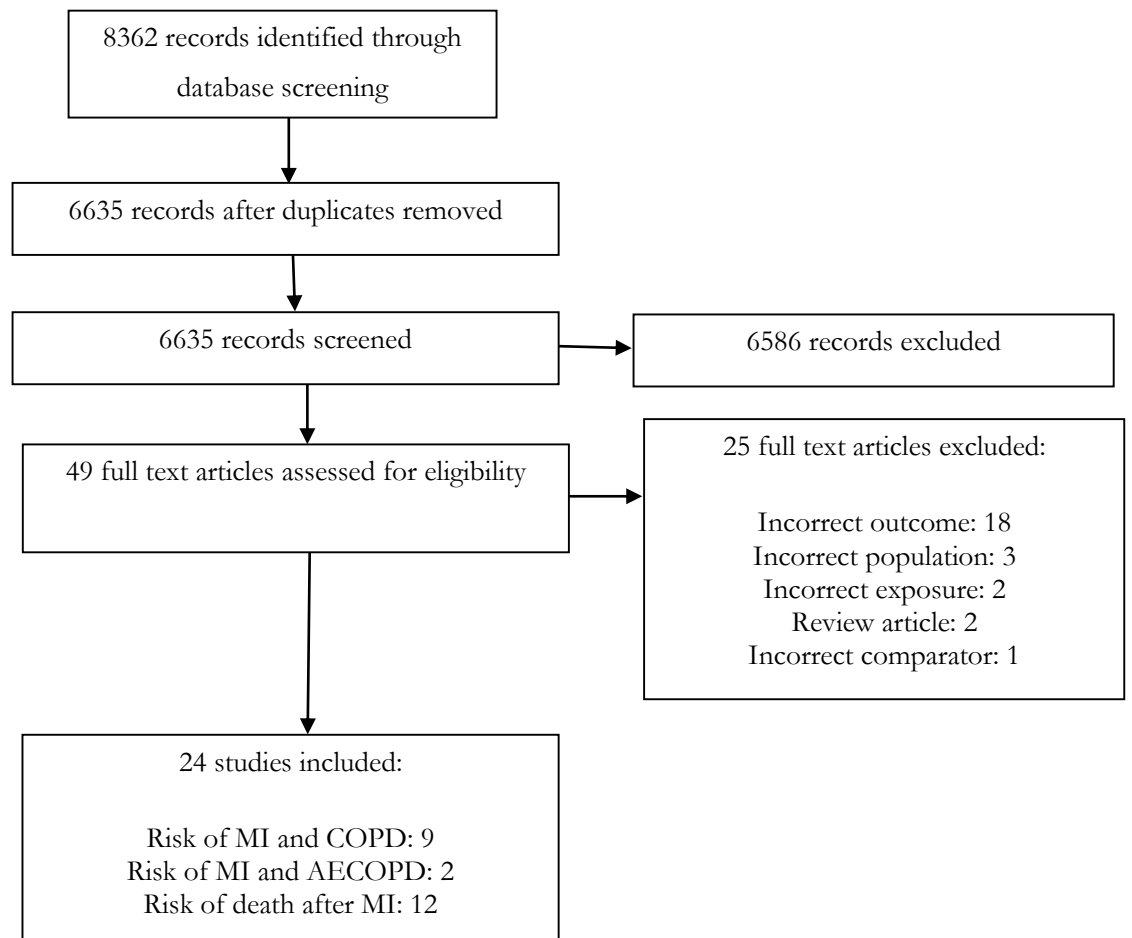 8362 records identified through
database screening
6635 records after duplicates removed
6635 records screened
6586 records excluded
49 full text articles assessed for eligibility
25 full text articles excluded:
Incorrect outcome: 18
Incorrect population: 3
Incorrect exposure: 2
Review article: 2
Incorrect comparator: 1
24 studies included:
Risk of MI and COPD: 9
Risk of MI and AECOPD: 2
Risk of death after MI: 12